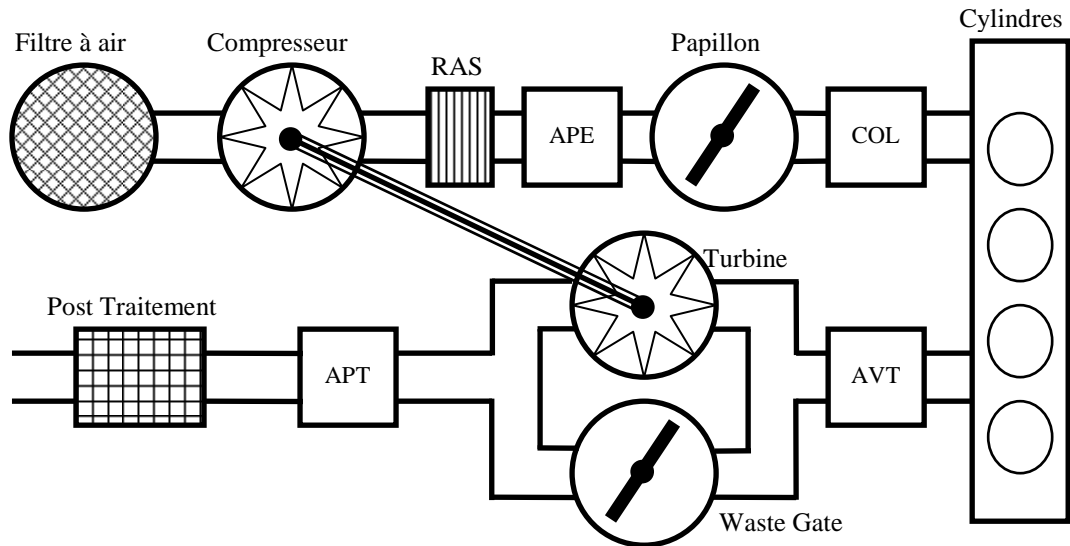 Cylindres
Filtre à air
Compresseur
Papillon
RAS
APE
COL
Turbine
Post Traitement
APT
AVT
Waste Gate